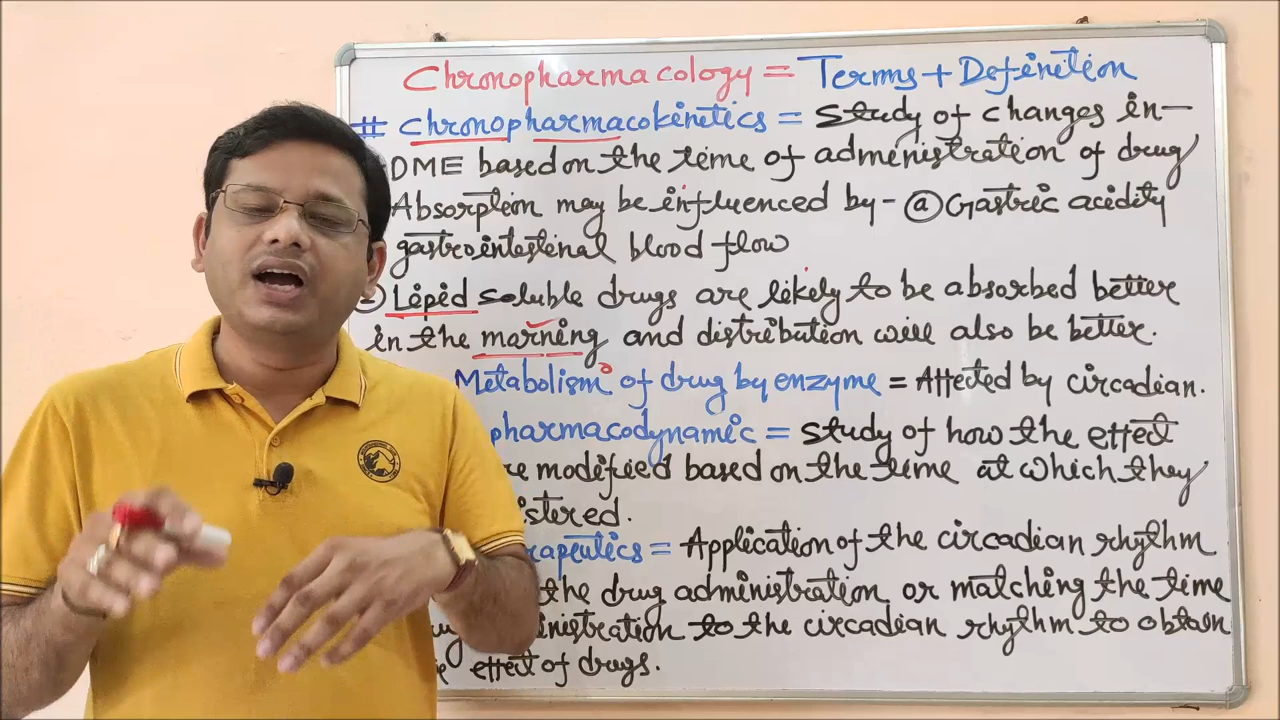 Chronopharmacology = Terms + Definition
# Chronopharmacokinetics = Study of changes in-
DME based on the time of administration of drug
Absorption may be influenced by - ⓐ Gastric acidity
gastrointestinal blood flow
Lipid soluble drugs are likely to be absorbed better
in the marning and distribution will also be better.
Metabolism of drug by enzyme = Affected by circadian.
pharmacodynamic = Study of how the effect
re modified based on the time at which they
istered.
rapeutics = Application of the circadian rhythm
the drug administration or matching the time
inistration to the circadian rhythm to obtain
effect of drugs.